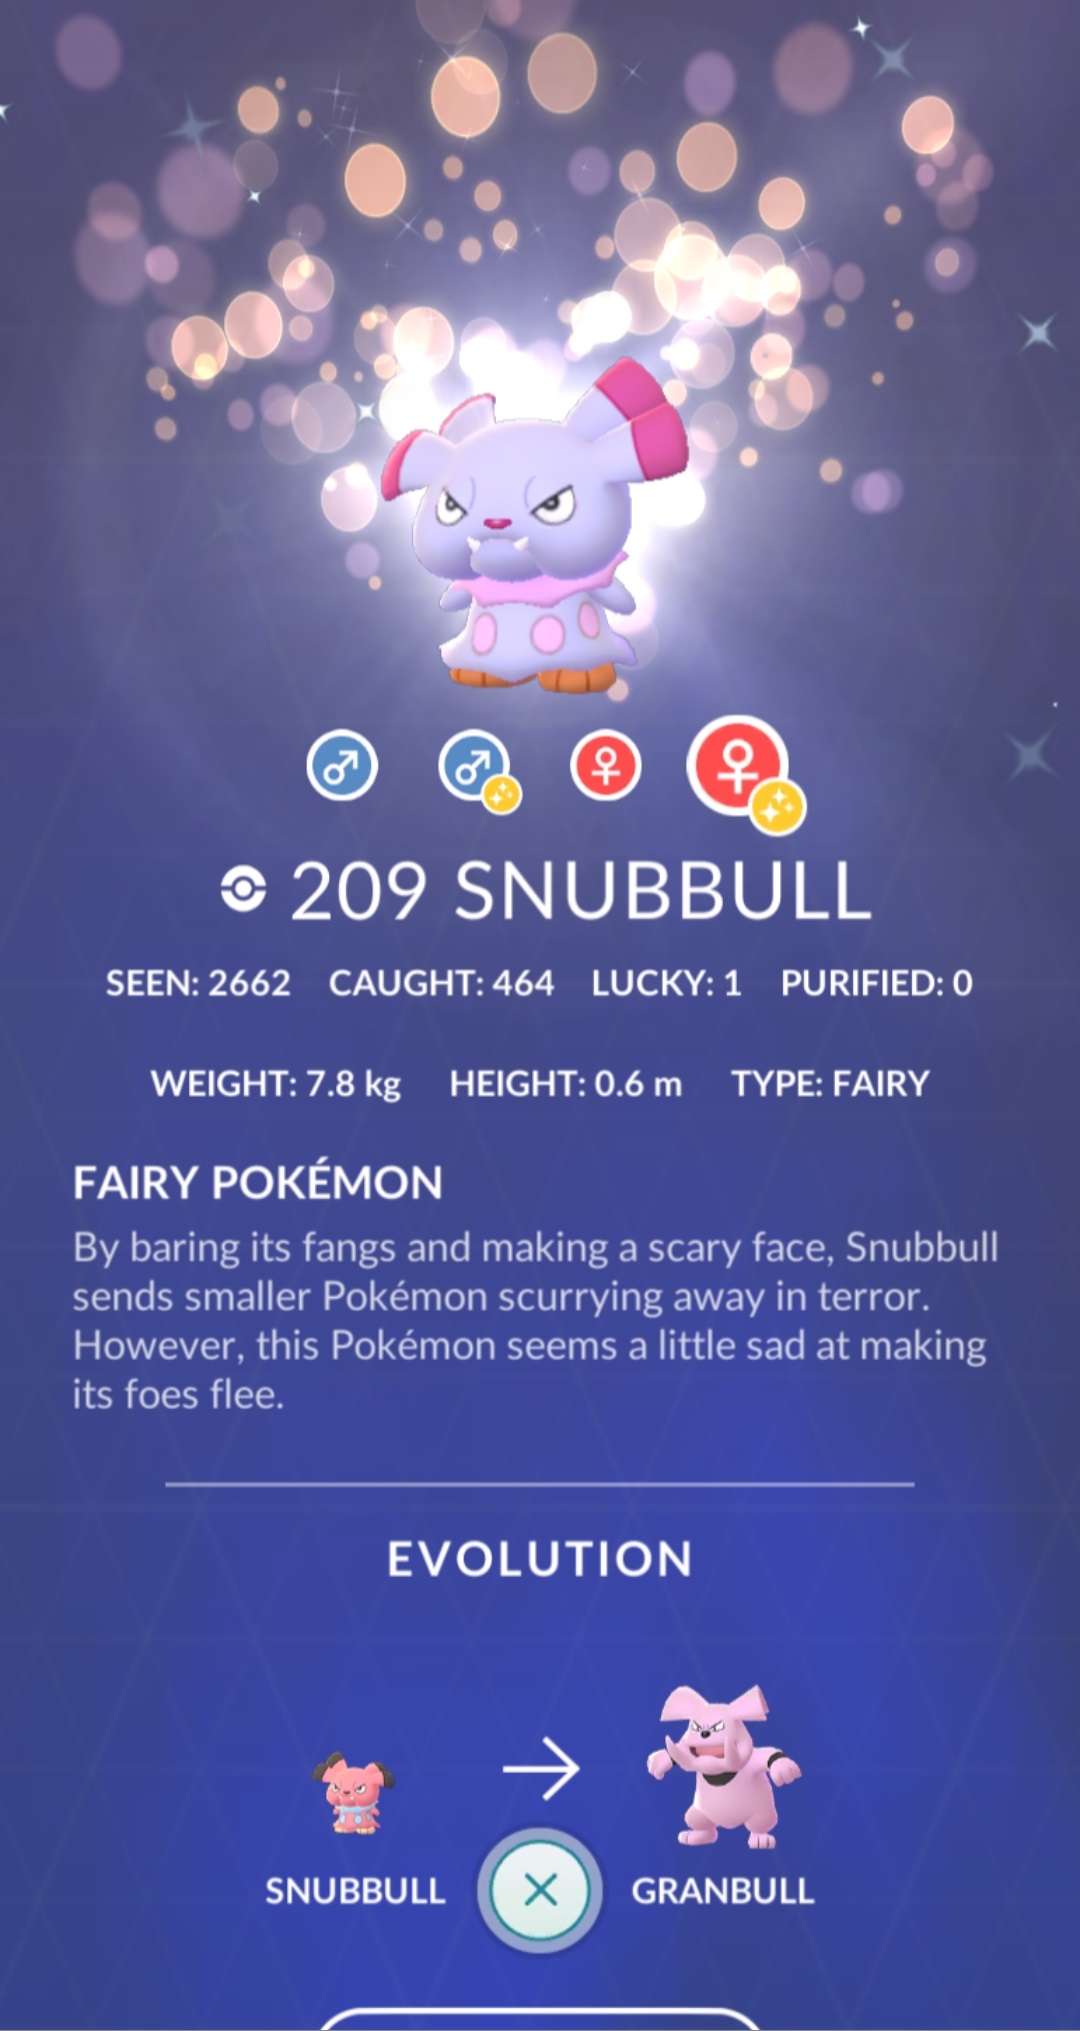 209 SNUBBULL
SEEN: 2662 CAUGHT: 464 LUCKY: 1 PURIFIED: 0
WEIGHT: 7.8 kg HEIGHT: 0.6 m TYPE: FAIRY
FAIRY POKÉMON
By baring its fangs and making a scary face, Snubbull
sends smaller Pokémon scurrying away in terror.
However, this Pokémon seems a little sad at making
its foes flee.
EVOLUTION
SNUBBULL GRANBULL